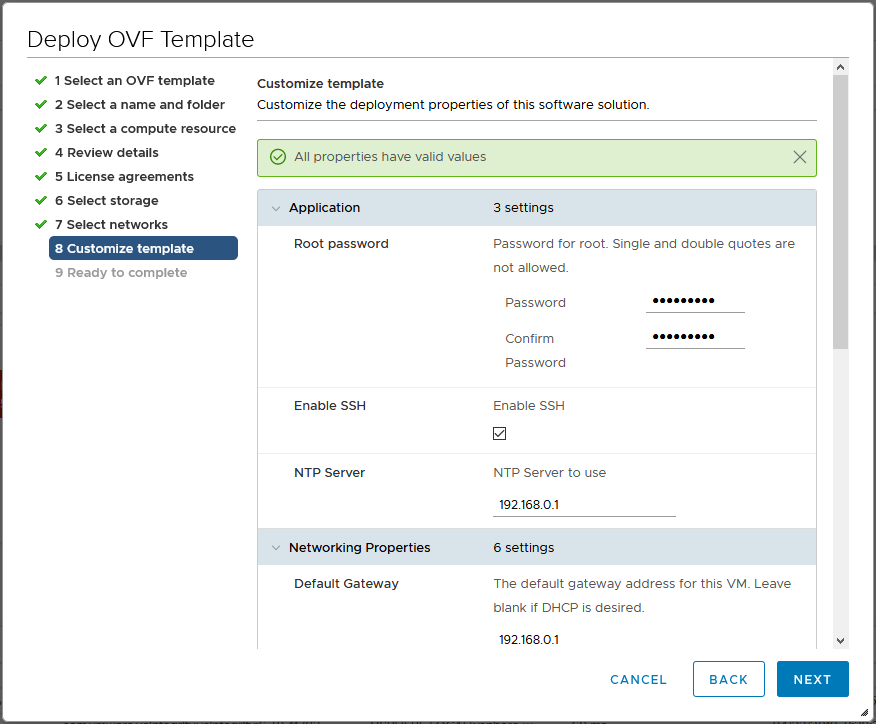 Deploy OVF Template
1 Select an OVF template
2 Select a name and folder
3 Select a compute resource
4 Review details
5 License agreements
6 Select storage
7 Select networks
8 Customize template
9 Ready to complete
Customize template
Customize the deployment properties of this software solution.
All properties have valid values
Application 3 settings
Root password Password for root. Single and double quotes are
not allowed.
Password •••••••••
Confirm •••••••••
Password
Enable SSH Enable SSH
NTP Server NTP Server to use
192.168.0.1
Networking Properties 6 settings
Default Gateway The default gateway address for this VM. Leave
blank if DHCP is desired.
192.168.0.1
CANCEL BACK NEXT